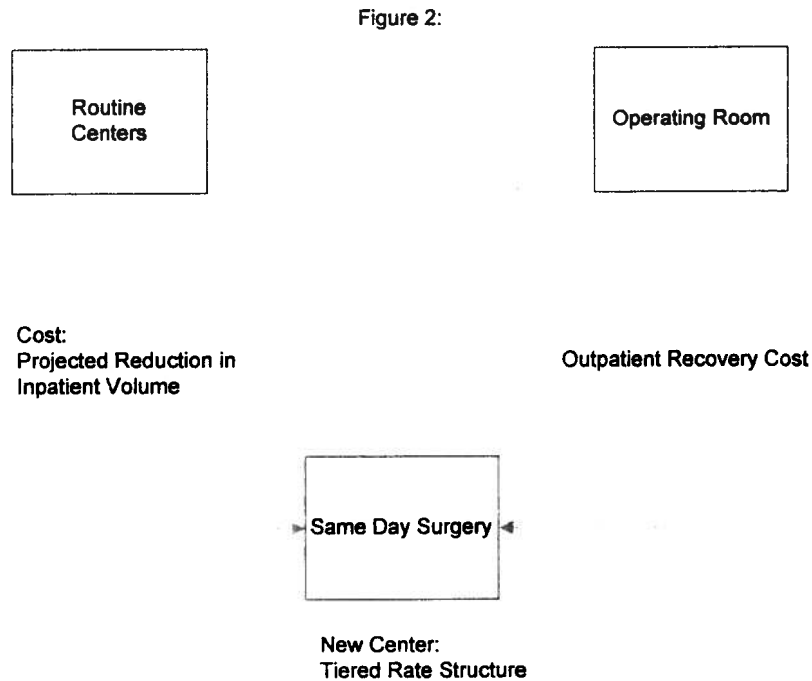 Figure 2:
Routine
Centers
Operating Room
Cost:
Projected Reduction in
Inpatient Volume
Outpatient Recovery Cost
Same Day Surgery
New Center:
Tiered Rate Structure